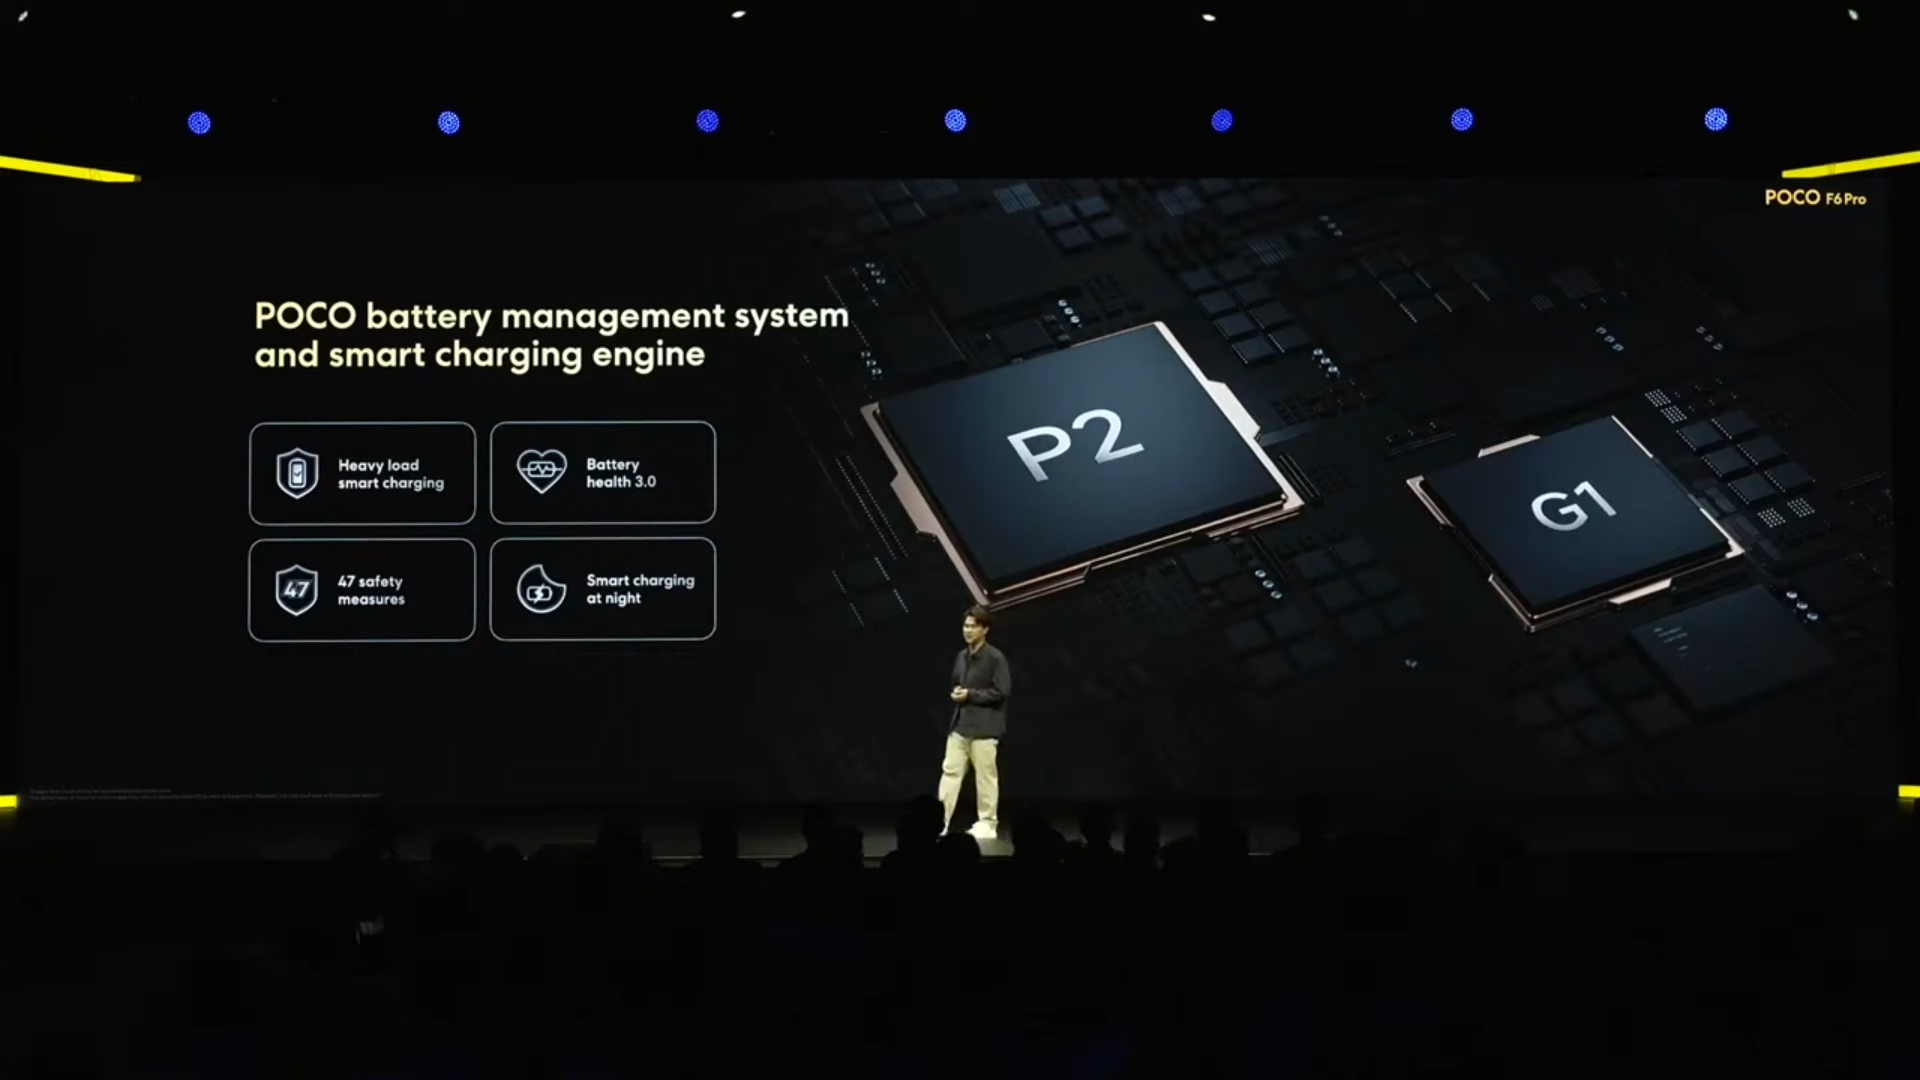 POCO F6 Pro
POCO battery management system
and smart charging engine
Heavy load
smart charging
Battery
health 3.0
47
47 safety
measures
Smart charging
at night
P2
G1